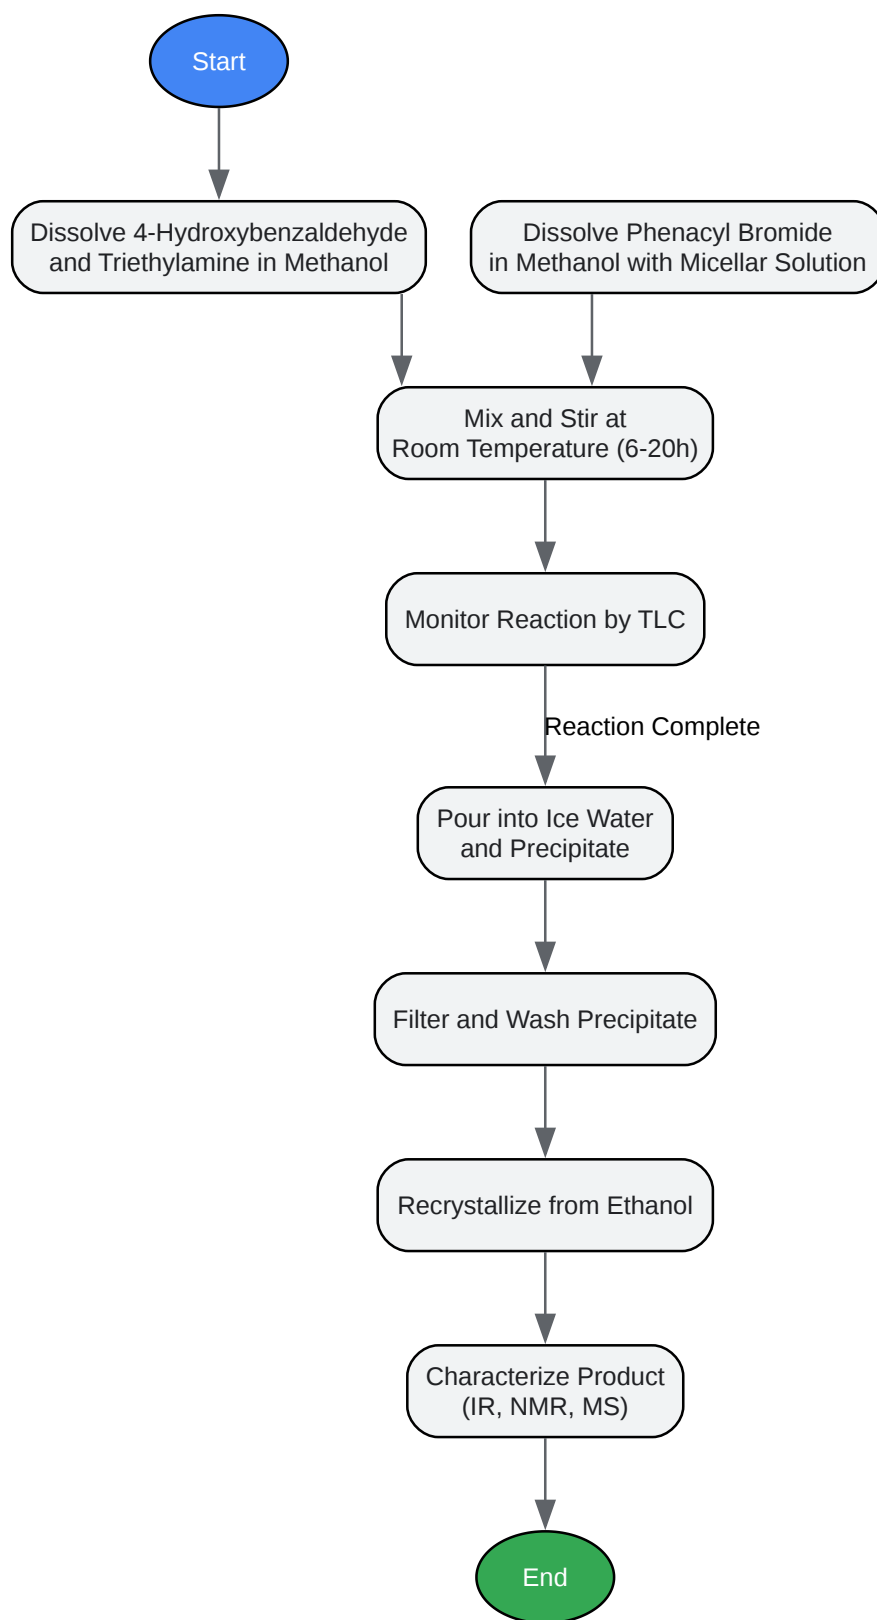 Start
Dissolve 4-Hydroxybenzaldehyde
and Triethylamine in Methanol
Dissolve Phenacyl Bromide
in Methanol with Micellar Solution
Mix and Stir at
Room Temperature (6-20h)
Monitor Reaction by TLC
Reaction Complete
Pour into Ice Water
and Precipitate
Filter and Wash Precipitate
Recrystallize from Ethanol
Characterize Product
(IR, NMR, MS)
End